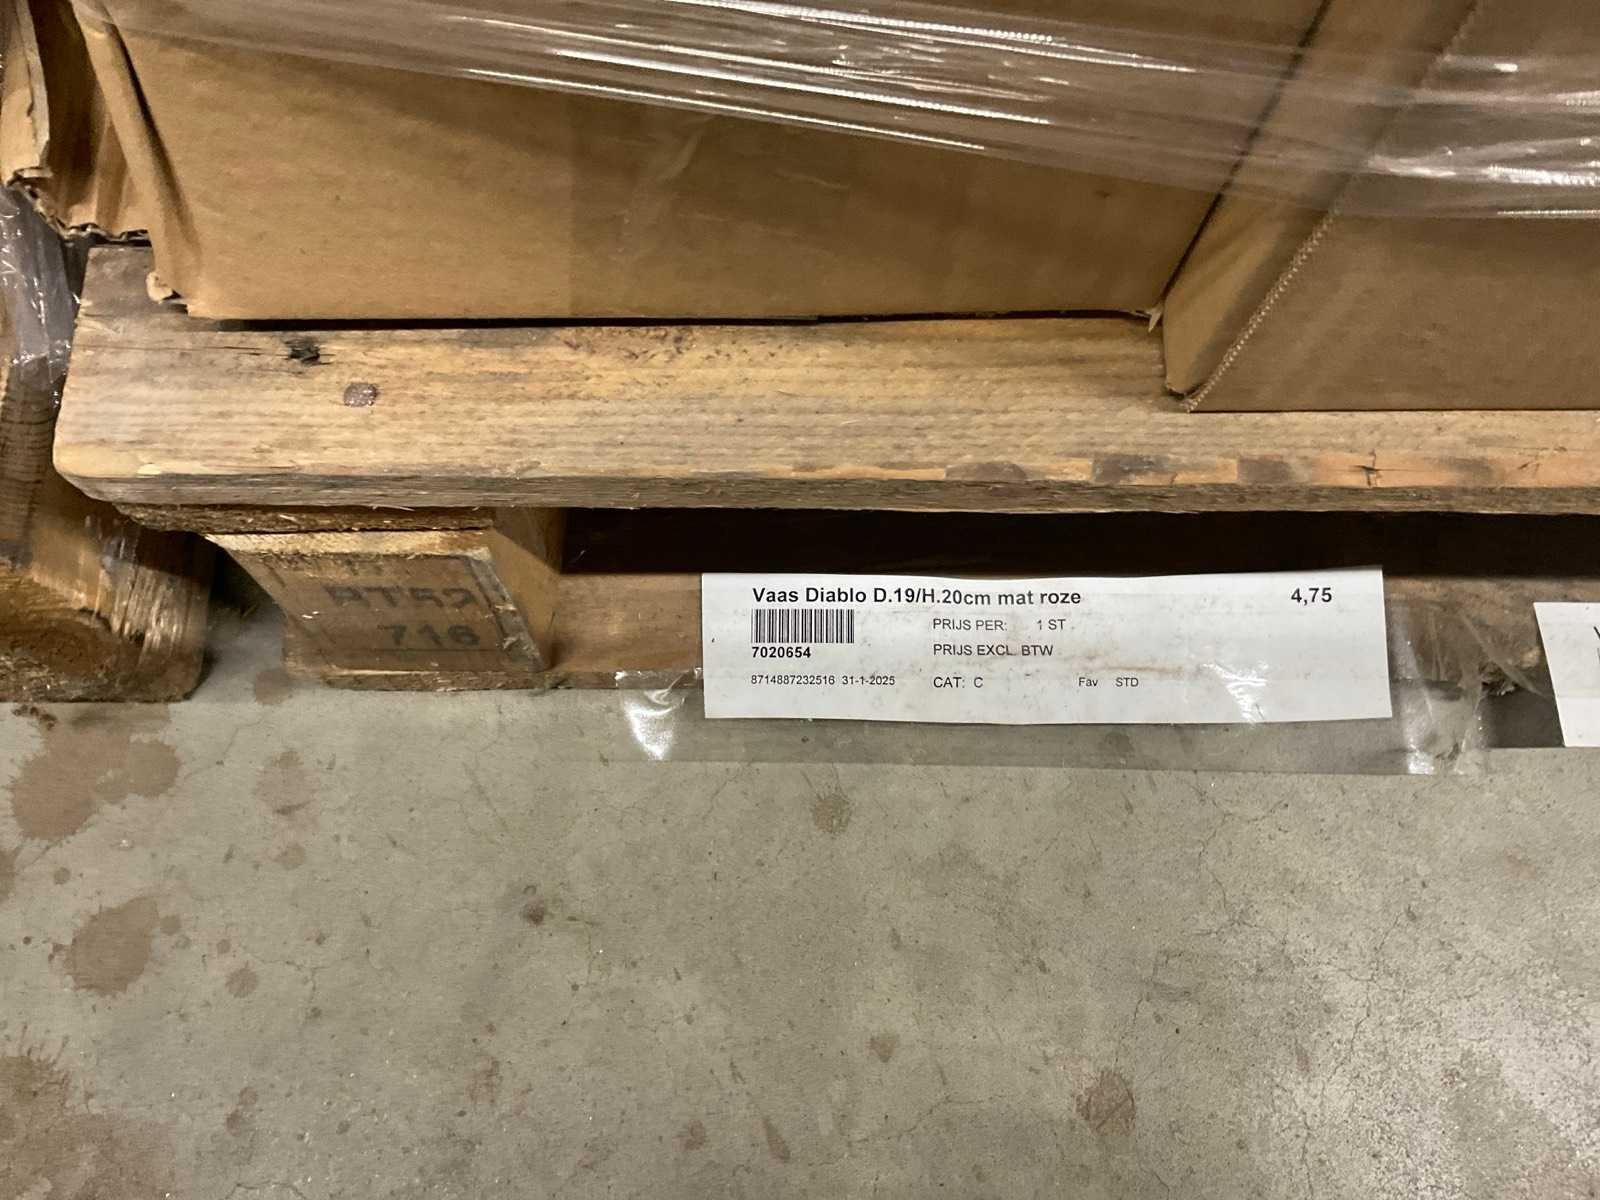 Vaas Diablo D.19/H.20cm mat roze 4,75
PRIJS PER: 1 ST
7020654 PRIJS EXCL. BTW
8714887232516 31-1-2025 CAT: C Fav STD
716